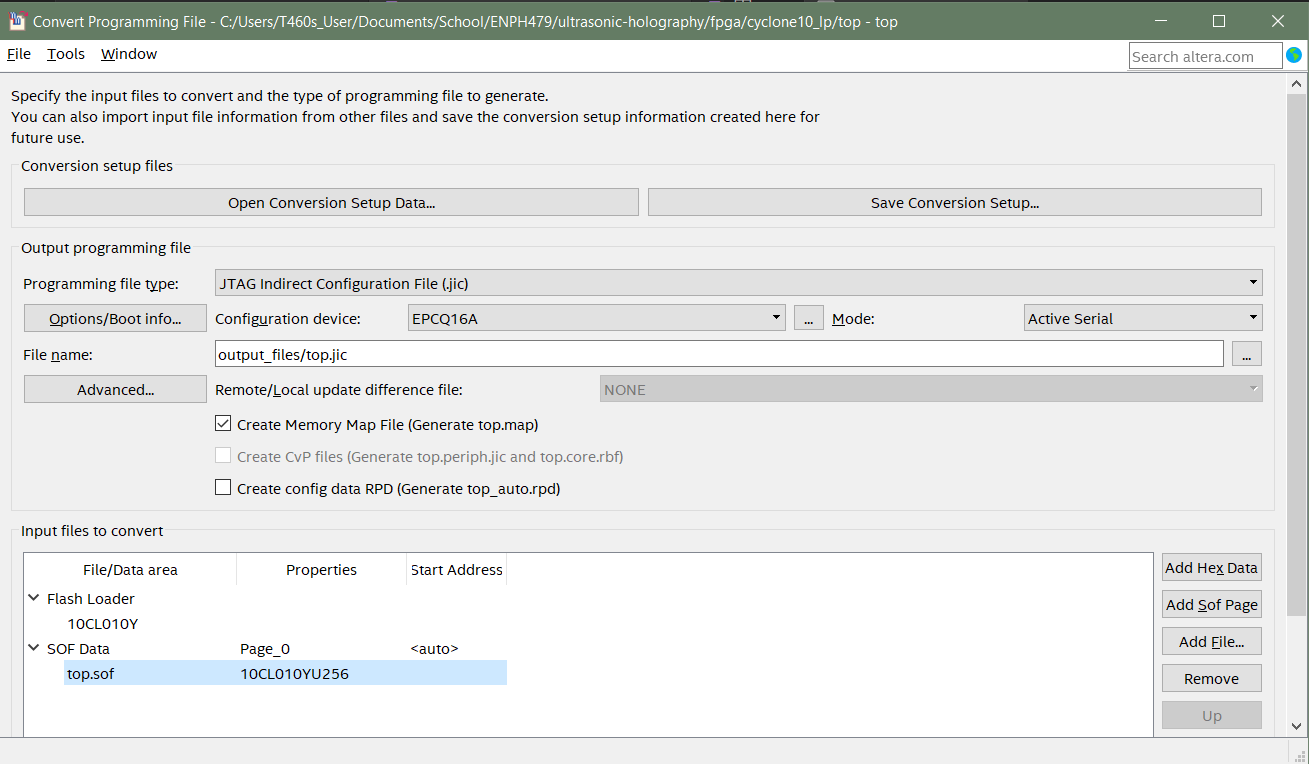 Convert Programming File - C:/Users/T460s_User/Documents/School/ENPH479/ultrasonic-holography/fpga/cyclone10_lp/top - top
File Tools Window
Search altera.com
Specify the input files to convert and the type of programming file to generate.
You can also import input file information from other files and save the conversion setup information created here for
future use.
Conversion setup files
Open Conversion Setup Data... Save Conversion Setup...
Output programming file
Programming file type: JTAG Indirect Configuration File (.jic)
Options/Boot info... Configuration device: EPCQ16A ... Mode: Active Serial
File name: output_files/top.jic ...
Advanced... Remote/Local update difference file: NONE
Create Memory Map File (Generate top.map)
Create CvP files (Generate top.periph.jic and top.core.rbf)
Create config data RPD (Generate top_auto.rpd)
Input files to convert
File/Data area Properties Start Address
Add Hex Data
Flash Loader
Add Sof Page
10CL010Y
Add File...
SOF Data Page_0 <auto>
top.sof 10CL010YU256
Remove
Up